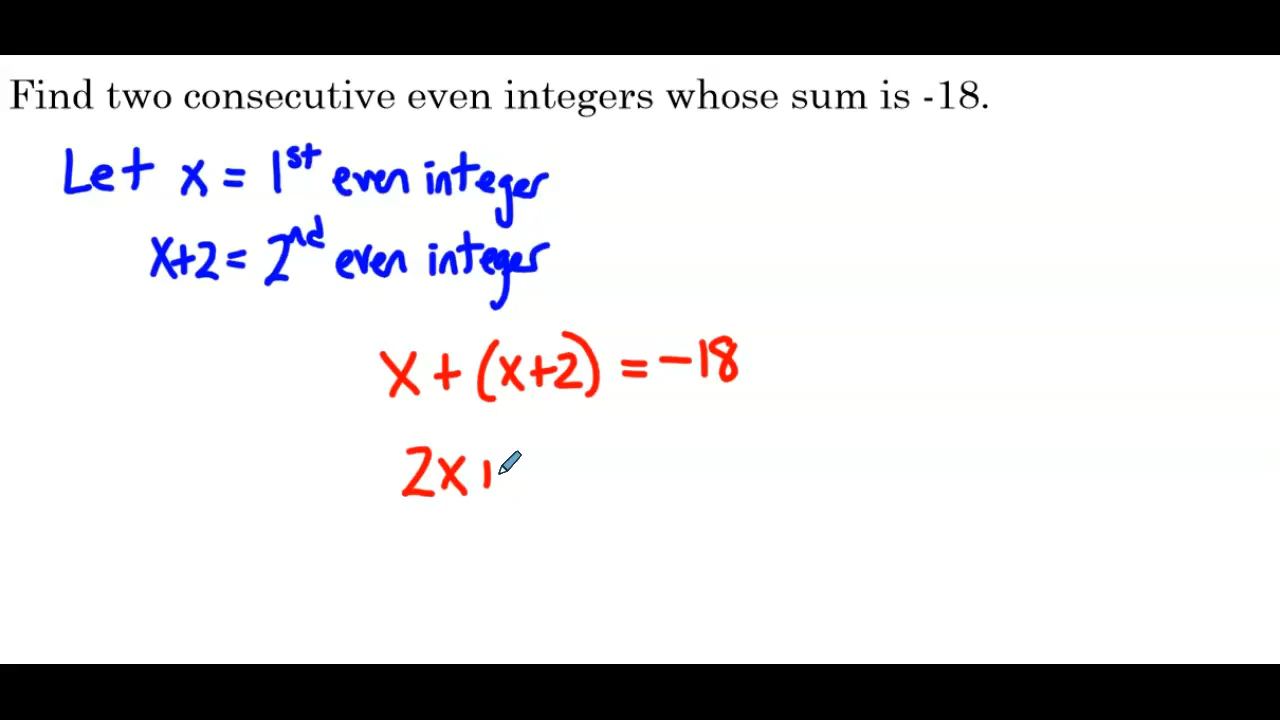 Find two consecutive even integers whose sum is -18.
Let x = 1st even integer
x+2 = 2nd even integer
x + (x+2) = -18
2x